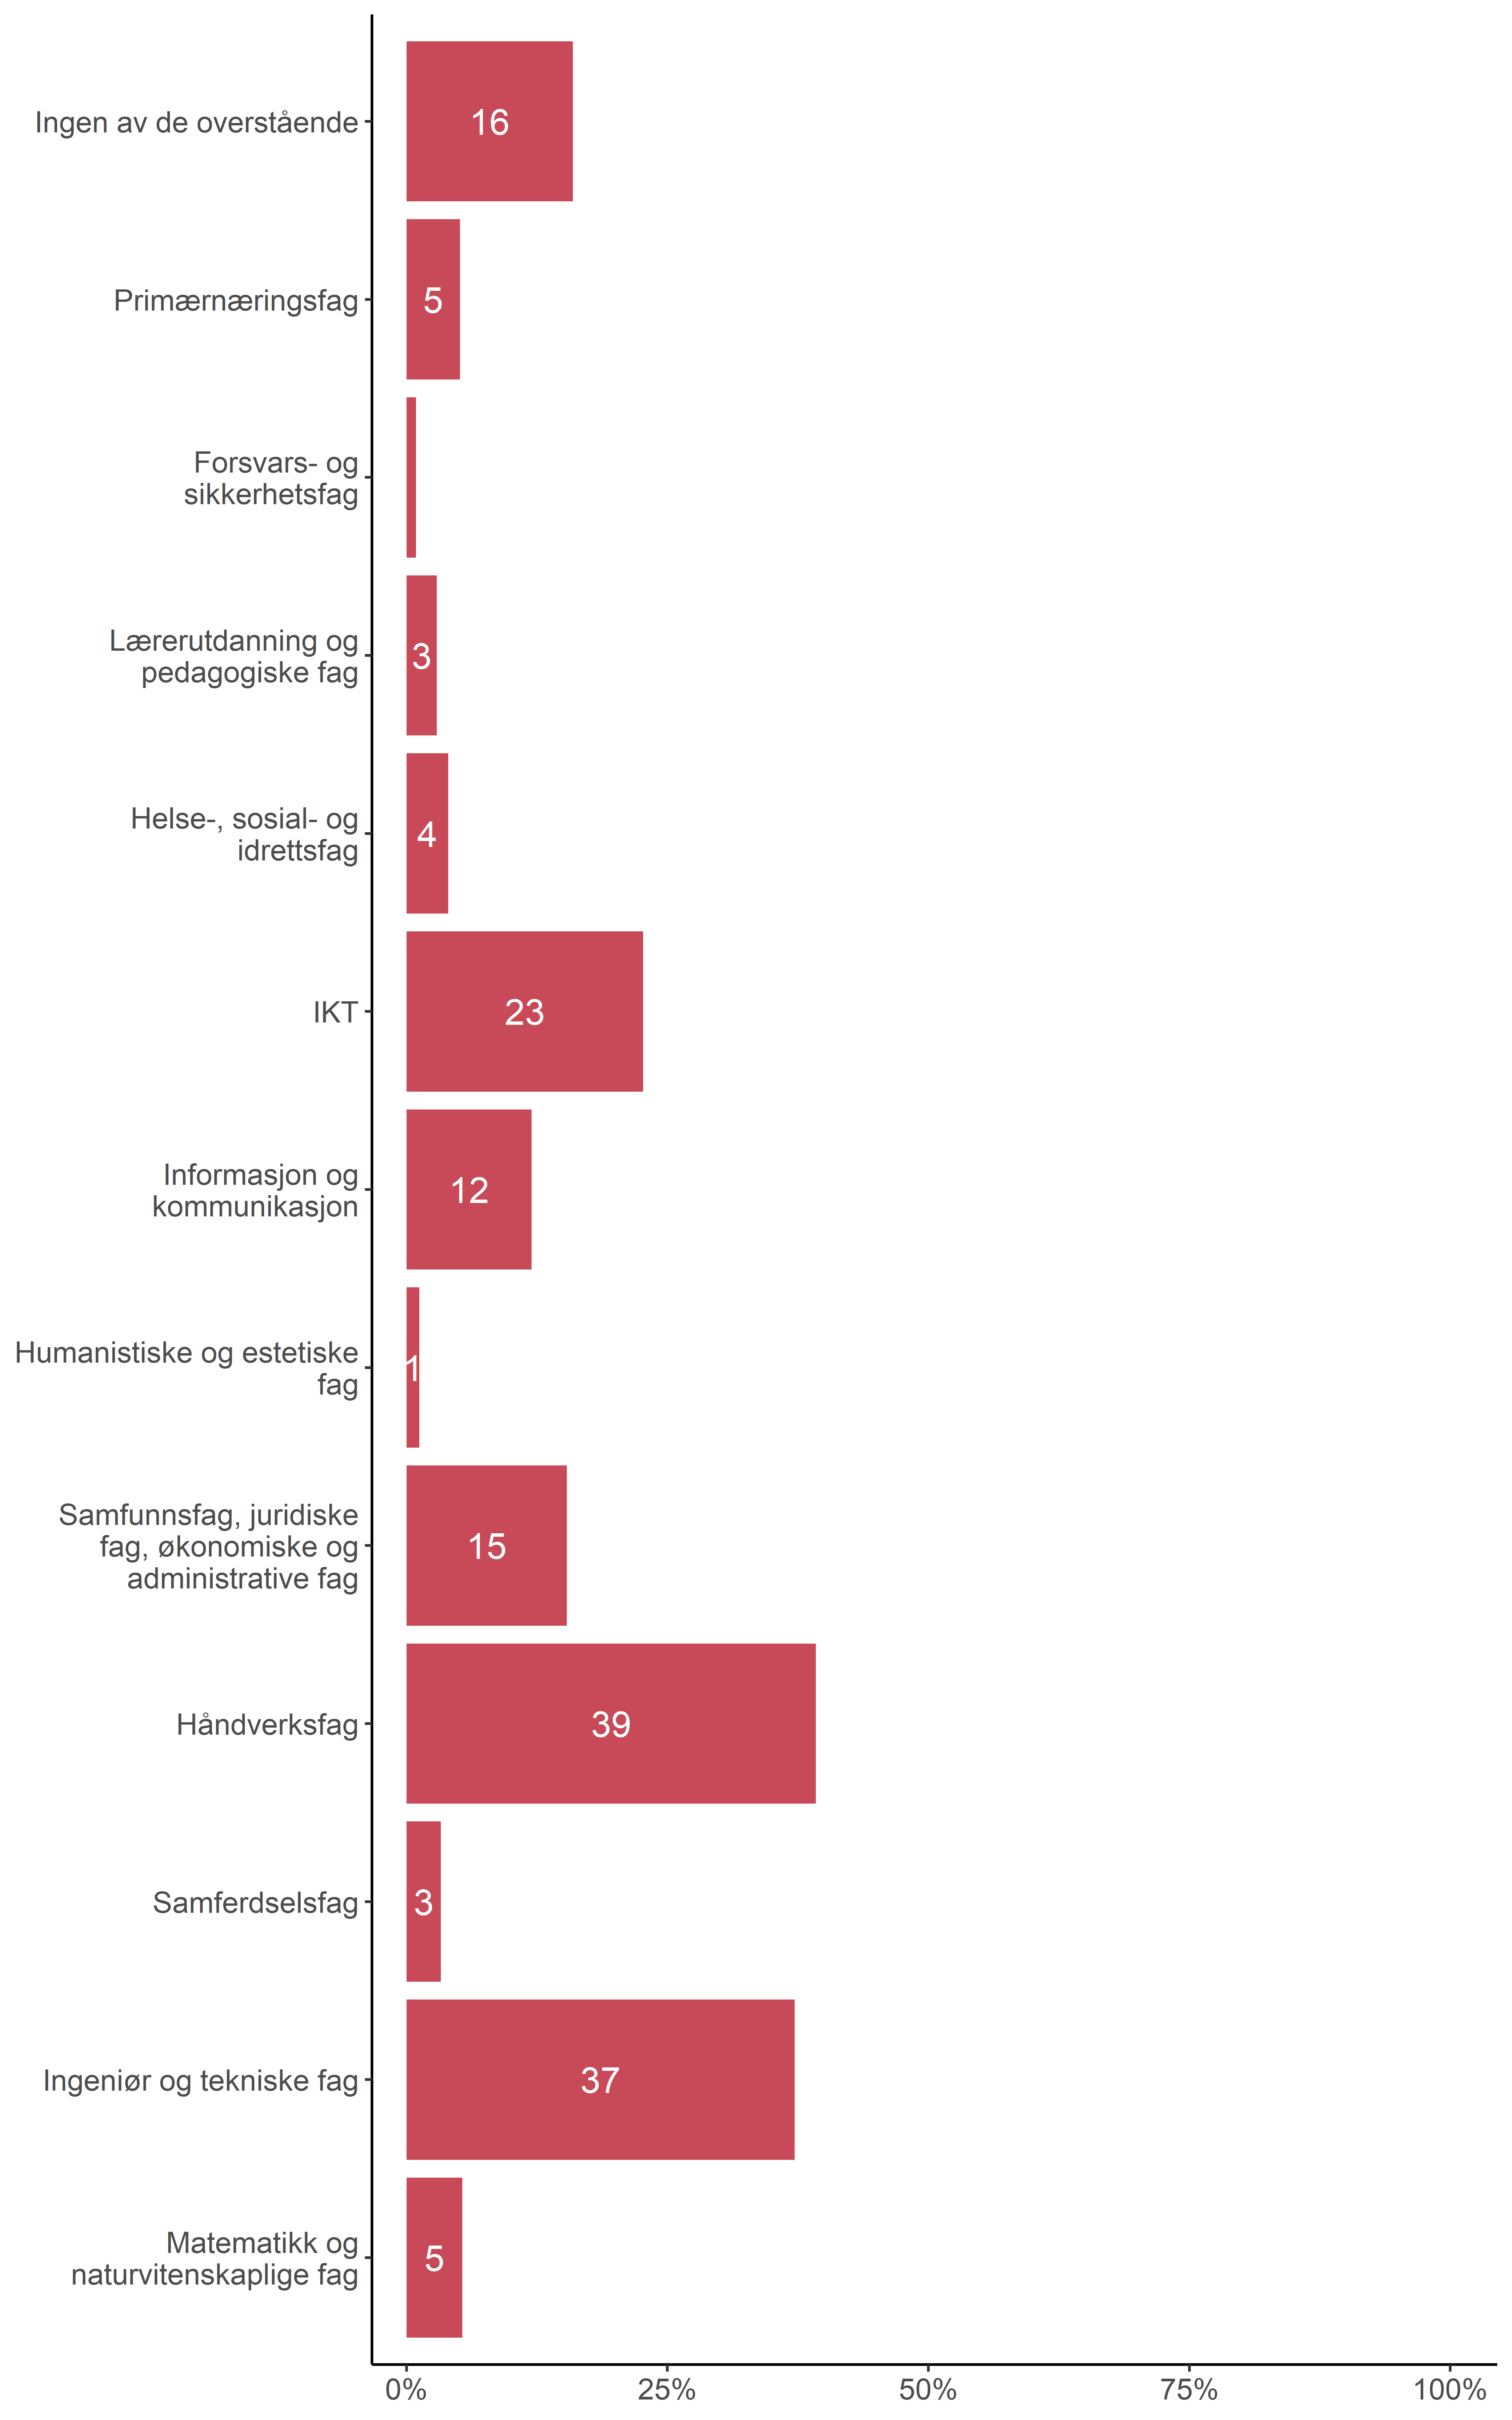 Ingen av de overstående
16
Primærnæringsfag
5
Forsvars- og
sikkerhetsfag
Lærerutdanning og
pedagogiske fag
3
Helse-, sosial- og
idrettsfag
4
IKT
23
Informasjon og
kommunikasjon
12
Humanistiske og estetiske
fag
1
Samfunnsfag, juridiske
fag, økonomiske og
administrative fag
15
Håndverksfag
39
Samferdselsfag
3
Ingeniør og tekniske fag
37
Matematikk og
naturvitenskaplige fag
5
0% 25% 50% 75% 100%